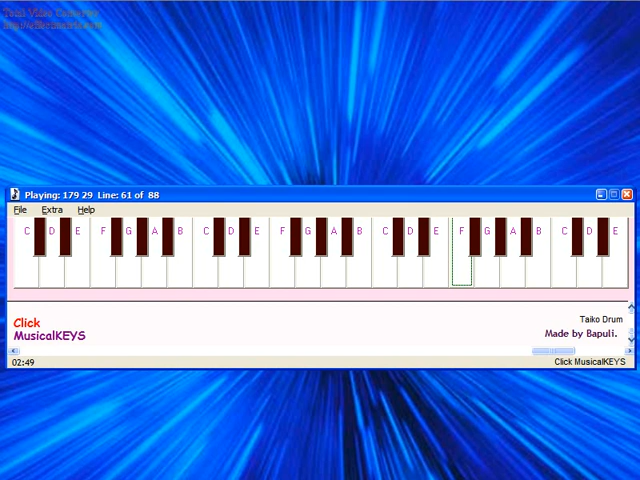 Playing: 179 29 Line: 61 of 88
File Extra Help
C D E F G A B C D E F G A B C D E F G A B C D E
Click
MusicalKEYS
Taiko Drum
Made by Bapuli.
02:49
Click MusicalKEYS